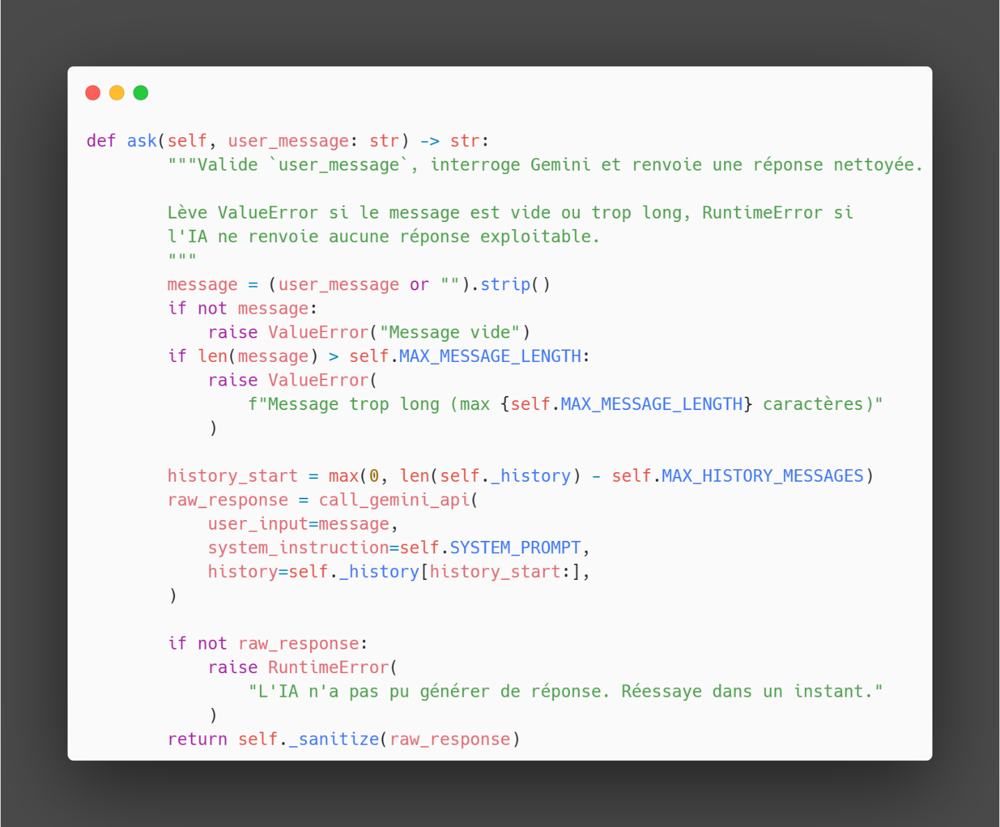 def ask(self, user_message: str) -> str:
        """Valide `user_message`, interroge Gemini et renvoie une réponse nettoyée.

        Lève ValueError si le message est vide ou trop long, RuntimeError si
        l'IA ne renvoie aucune réponse exploitable.
        """
        message = (user_message or "").strip()
        if not message:
            raise ValueError("Message vide")
        if len(message) > self.MAX_MESSAGE_LENGTH:
            raise ValueError(
                f"Message trop long (max {self.MAX_MESSAGE_LENGTH} caractères)"
            )

        history_start = max(0, len(self._history) - self.MAX_HISTORY_MESSAGES)
        raw_response = call_gemini_api(
            user_input=message,
            system_instruction=self.SYSTEM_PROMPT,
            history=self._history[history_start:],
        )

        if not raw_response:
            raise RuntimeError(
                "L'IA n'a pas pu générer de réponse. Réessaye dans un instant."
            )
        return self._sanitize(raw_response)